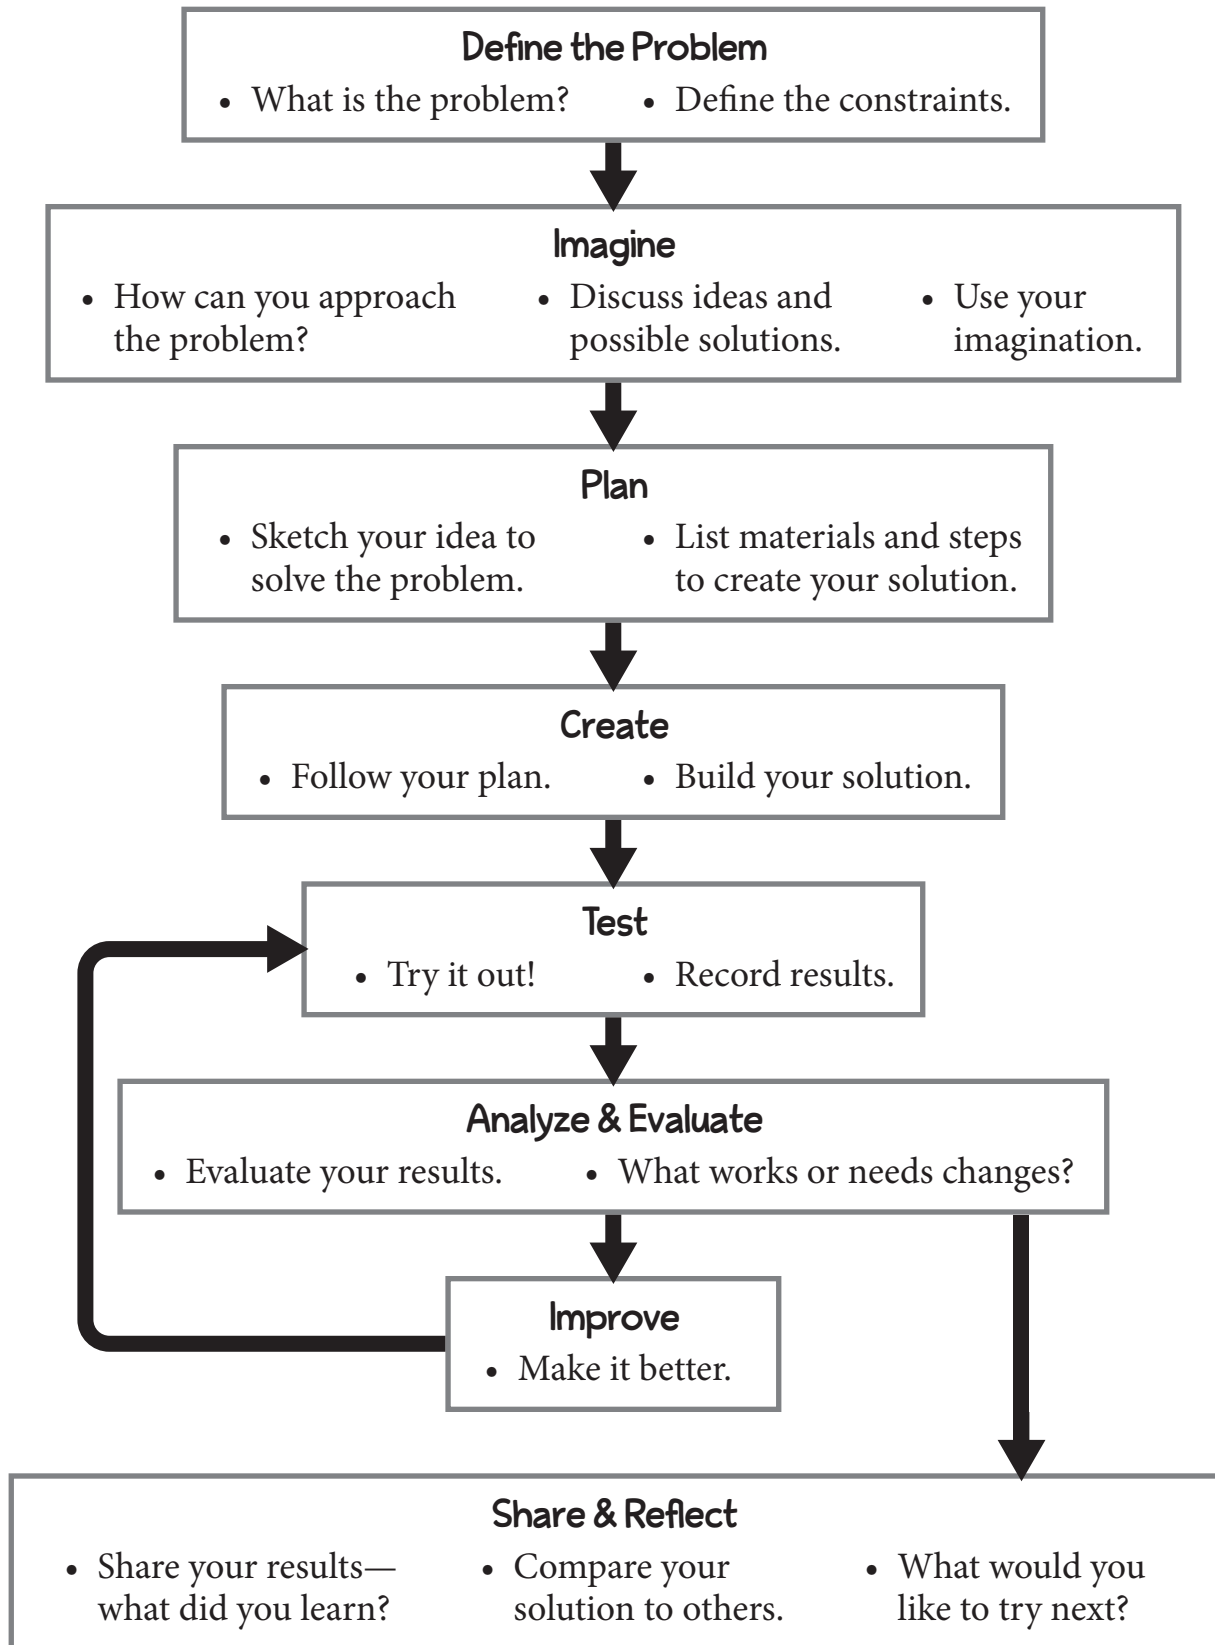 Define the Problem
• What is the problem?
• Define the constraints.
Imagine
• How can you approach
the problem?
• Discuss ideas and
possible solutions.
• Use your
imagination.
Plan
• Sketch your idea to
solve the problem.
• List materials and steps
to create your solution.
Create
• Follow your plan.
• Build your solution.
Test
• Try it out!
• Record results.
Analyze & Evaluate
• Evaluate your results.
• What works or needs changes?
Improve
• Make it better.
Share & Reflect
• Share your results—
what did you learn?
• Compare your
solution to others.
• What would you
like to try next?